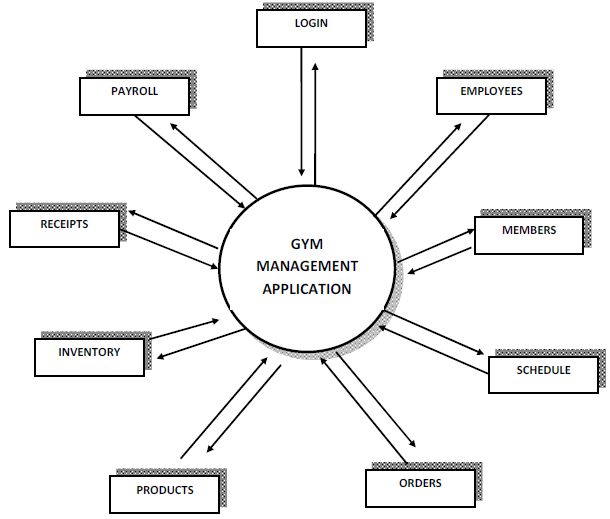 LOGIN
PAYROLL
EMPLOYEES
RECEIPTS
MEMBERS
GYM
MANAGEMENT
APPLICATION
INVENTORY
SCHEDULE
PRODUCTS
ORDERS